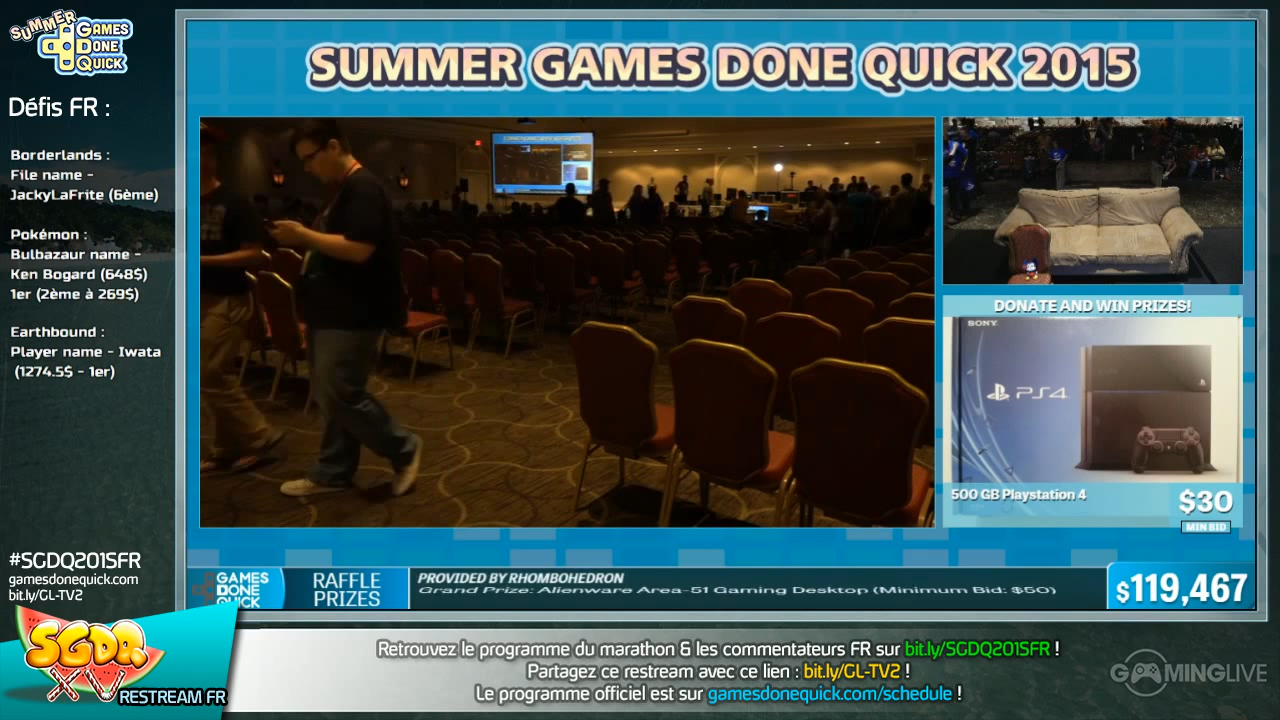 SUMMER
GAMES
DONE
QUICK
Défis FR :
Borderlands :
File name -
JackyLaFrite (6ème)
Pokémon :
Bulbazaur name -
Ken Bogard (648$)
1er (2ème à 269$)
Earthbound :
Player name - Iwata
(1274.5$ - 1er)
#SGDQ2015FR
gamesdonequick.com
bit.ly/GL-TV2
SGDQ
XV
RESTREAM FR
SUMMER GAMES DONE QUICK 2015
DONATE AND WIN PRIZES!
SONY
PS4
500 GB Playstation 4
$30
MIN BID
GAMES
DONE
QUICK
RAFFLE
PRIZES
PROVIDED BY RHOMBOHEDRON
Grand Prize: Alienware Area-51 Gaming Desktop (Minimum Bid: $50)
$119,467
Retrouvez le programme du marathon & les commentateurs FR sur bit.ly/SGDQ2015FR !
Partagez ce restream avec ce lien : bit.ly/GL-TV2 !
Le programme officiel est sur gamesdonequick.com/schedule !
GAMINGLIVE